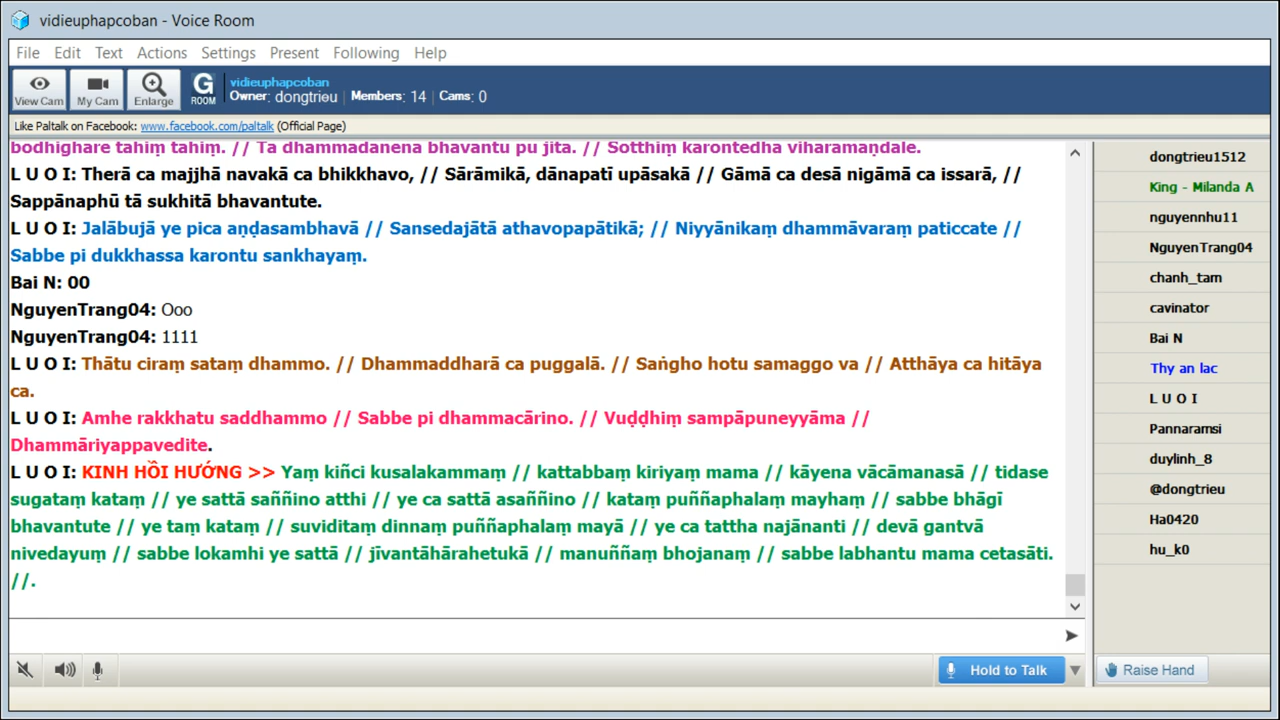 vidieuphapcoban - Voice Room
File Edit Text Actions Settings Present Following Help
View Cam
My Cam
Enlarge
G ROOM
vidieuphapcoban
Owner: dongtrieu | Members: 14 | Cams: 0
Like Paltalk on Facebook: www.facebook.com/paltalk (Official Page)
bodhighare tahiṃ tahiṃ. // Ta dhammadanena bhavantu pu jita. // Sotthiṃ karontedha viharamaṇdale.
L U O I: Therā ca majjhā navakā ca bhikkhavo, // Sārāmikā, dānapatī upāsakā // Gāmā ca desā nigāmā ca issarā, //
Sappānaphū tā sukhitā bhavantute.
L U O I: Jalābujā ye pica aṇḍasambhavā // Sansedajātā athavopapātikā; // Niyyānikaṃ dhammāvaraṃ paticcate //
Sabbe pi dukkhassa karontu sankhayaṃ.
Bai N: 00
NguyenTrang04: Ooo
NguyenTrang04: 1111
L U O I: Thātu ciraṃ sataṃ dhammo. // Dhammaddharā ca puggalā. // Saṅgho hotu samaggo va // Atthāya ca hitāya
ca.
L U O I: Amhe rakkhatu saddhammo // Sabbe pi dhammacārino. // Vuḍḍhiṃ sampāpuneyyāma //
Dhammāriyappavedite.
L U O I: KINH HỒI HƯỚNG >> Yaṃ kiñci kusalakammaṃ // kattabbaṃ kiriyaṃ mama // kāyena vācāmanasā // tidase
sugataṃ kataṃ // ye sattā saññino atthi // ye ca sattā asaññino // kataṃ puññaphalaṃ mayhaṃ // sabbe bhāgī
bhavantute // ye taṃ kataṃ // suviditaṃ dinnaṃ puññaphalaṃ mayā // ye ca tattha najānanti // devā gantvā
nivedayuṃ // sabbe lokamhi ye sattā // jīvantāhārahetukā // manuññaṃ bhojanaṃ // sabbe labhantu mama cetasāti.
//.
dongtrieu1512
King - Milanda A
nguyennhu11
NguyenTrang04
chanh_tam
cavinator
Bai N
Thy an lac
L U O I
Pannaramsi
duylinh_8
@dongtrieu
Ha0420
hu_k0
Hold to Talk
Raise Hand